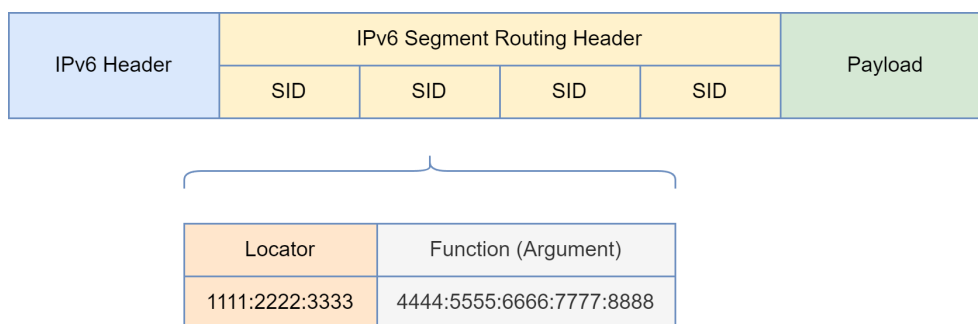 IPv6 Header
IPv6 Segment Routing Header
Payload
SID
SID
SID
SID
Locator
Function (Argument)
1111:2222:3333
4444:5555:6666:7777:8888